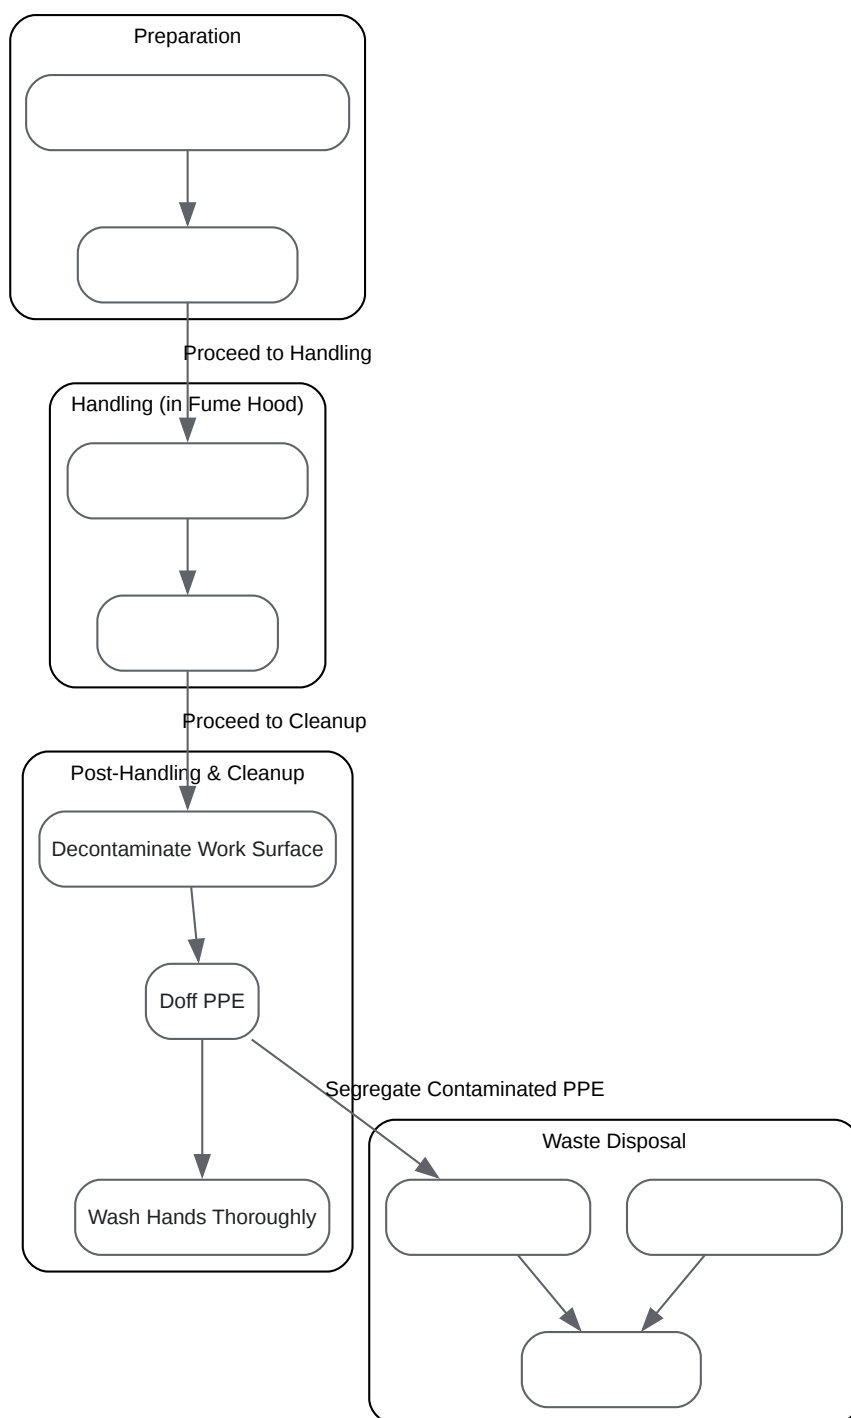 Preparation
Proceed to Handling
Handling (in Fume Hood)
Proceed to Cleanup
Post-Handling & Cleanup
Decontaminate Work Surface
Doff PPE
Segregate Contaminated PPE
Waste Disposal
Wash Hands Thoroughly